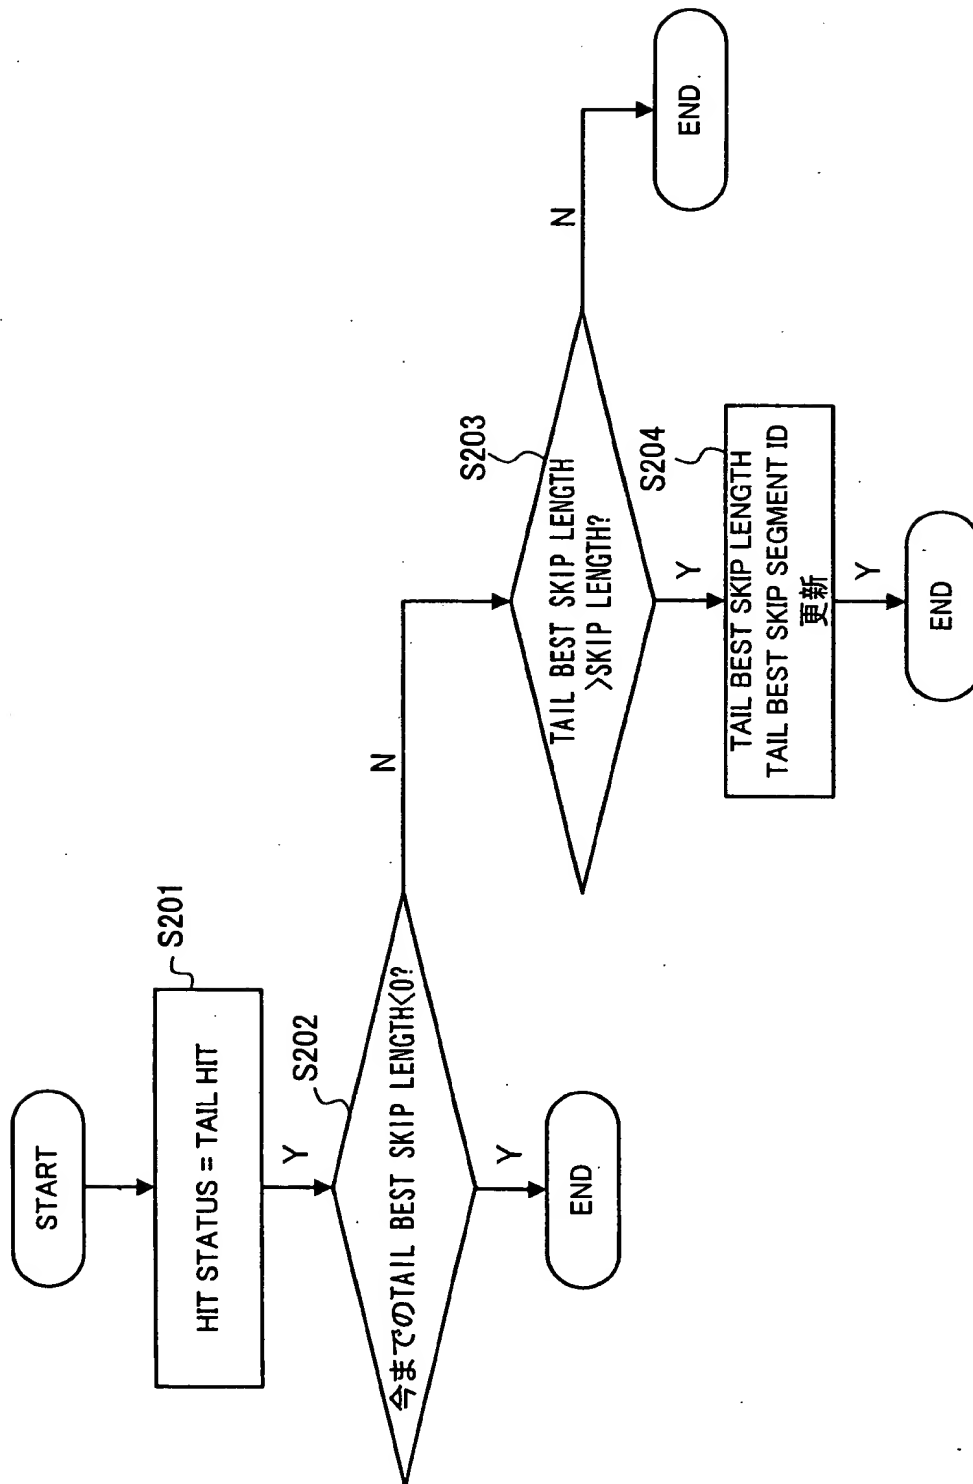 START
S201
HIT STATUS = TAIL HIT
Y
S202
今までのTAIL BEST SKIP LENGTH<0?
N
Y
END
S203
TAIL BEST SKIP LENGTH
>SKIP LENGTH?
N
END
Y
S204
TAIL BEST SKIP LENGTH
TAIL BEST SKIP SEGMENT ID
更新
Y
END